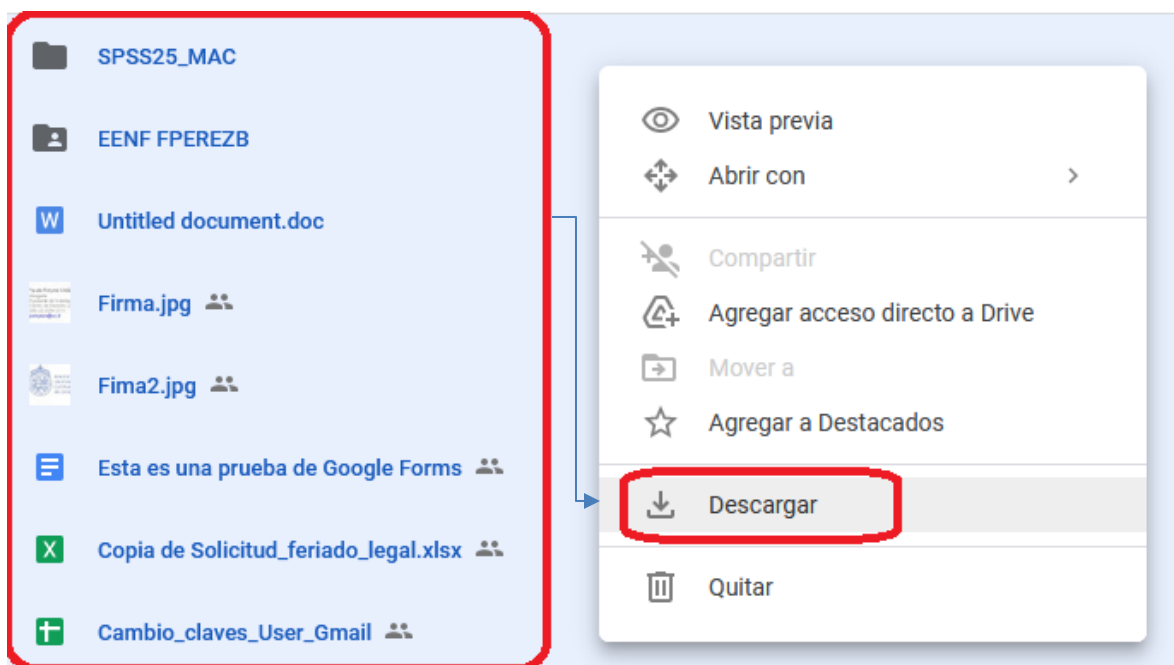 SPSS25_MAC
EENF FPEREZB
Untitled document.doc
Firma.jpg
Fima2.jpg
Esta es una prueba de Google Forms
Copia de Solicitud_feriado_legal.xlsx
Cambio_claves_User_Gmail
Vista previa
Abrir con
Compartir
Agregar acceso directo a Drive
Mover a
Agregar a Destacados
Descargar
Quitar